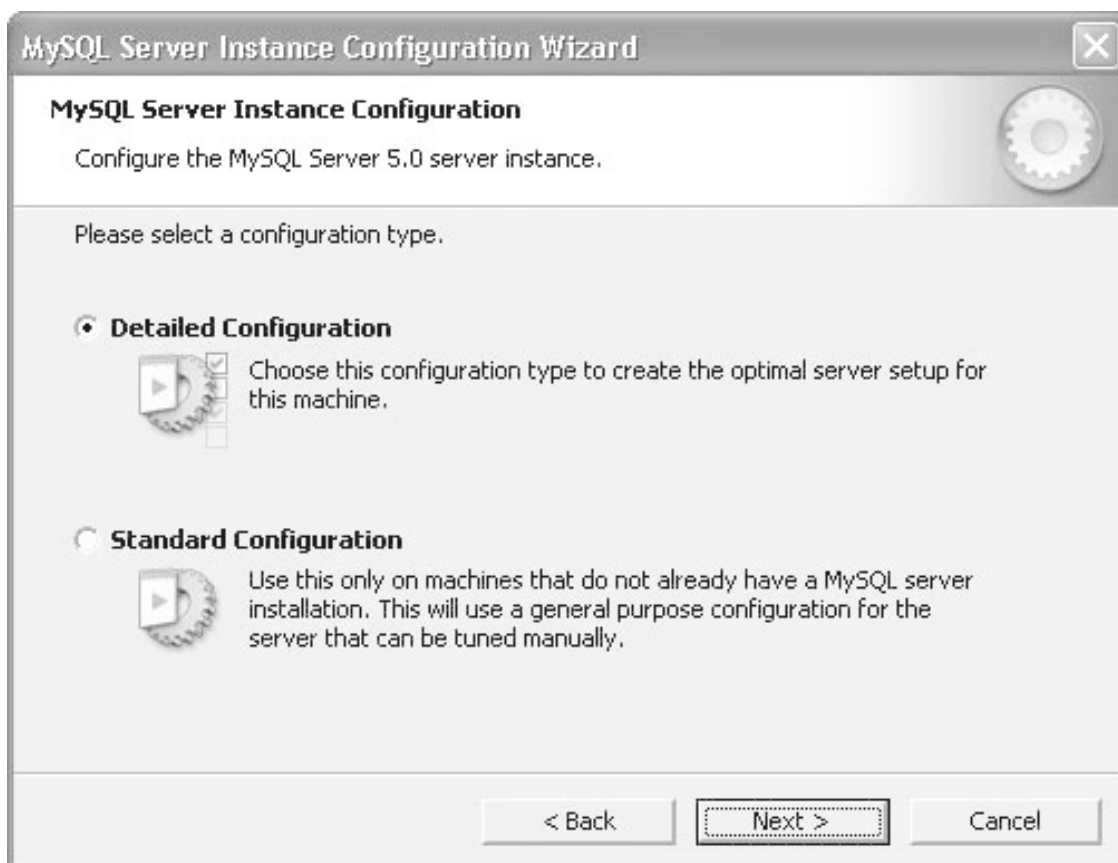 MySQL Server Instance Configuration Wizard
MySQL Server Instance Configuration
Configure the MySQL Server 5.0 server instance.
Please select a configuration type.
Detailed Configuration
Choose this configuration type to create the optimal server setup for
this machine.
Standard Configuration
Use this only on machines that do not already have a MySQL server
installation. This will use a general purpose configuration for the
server that can be tuned manually.
< Back
Next >
Cancel